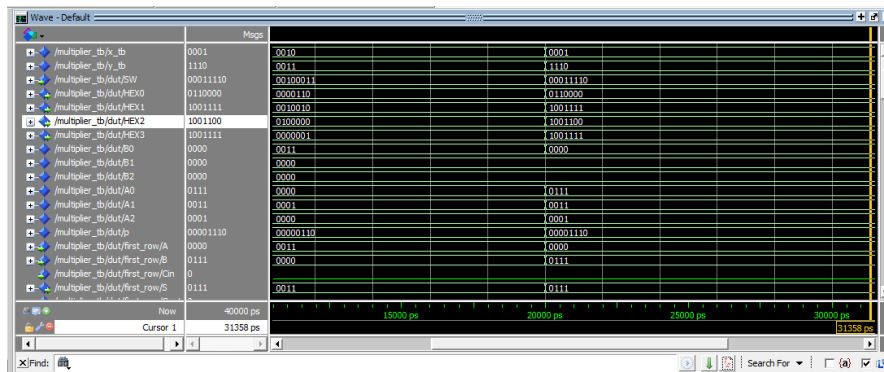 Wave - Default
Msgs
/multiplier_tb/x_tb 0001 0010 0001
/multiplier_tb/y_tb 1110 0011 1110
/multiplier_tb/dut/SW 00011110 00100011 00011110
/multiplier_tb/dut/HEX0 0110000 0000110 0110000
/multiplier_tb/dut/HEX1 1001111 0010010 1001111
/multiplier_tb/dut/HEX2 1001100 0100000 1001100
/multiplier_tb/dut/HEX3 1001111 0000001 1001111
/multiplier_tb/dut/B0 0000 0011 0000
/multiplier_tb/dut/B1 0000 0000
/multiplier_tb/dut/B2 0000 0000
/multiplier_tb/dut/A0 0111 0000 0111
/multiplier_tb/dut/A1 0011 0001 0011
/multiplier_tb/dut/A2 0001 0000 0001
/multiplier_tb/dut/p 00001110 00000110 00001110
/multiplier_tb/dut/first_row/A 0000 0011 0000
/multiplier_tb/dut/first_row/B 0111 0000 0111
/multiplier_tb/dut/first_row/Cin 0
/multiplier_tb/dut/first_row/S 0111 0011 0111
Now 40000 ps 15000 ps 20000 ps 25000 ps 30000 ps
Cursor 1 31358 ps 31358 ps
Find: Search For {a}